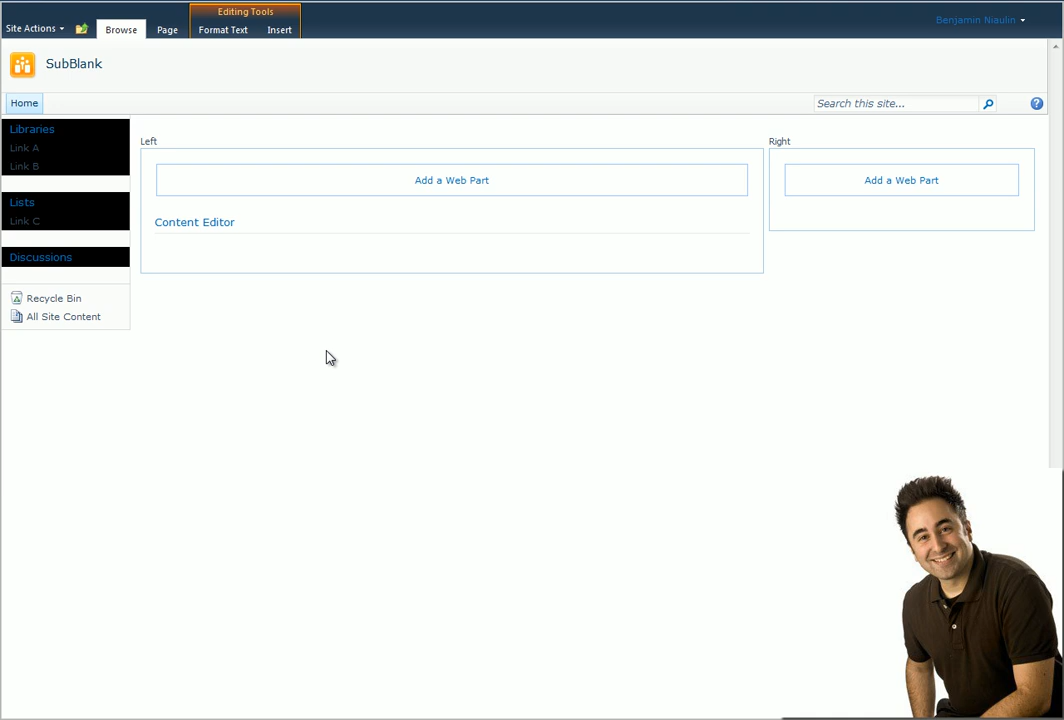 Editing Tools
Site Actions
Browse
Page
Format Text
Insert
Benjamin Niaulin
SubBlank
Home
Search this site...
Libraries
Link A
Link B
Lists
Link C
Discussions
Recycle Bin
All Site Content
Left
Add a Web Part
Content Editor
Right
Add a Web Part